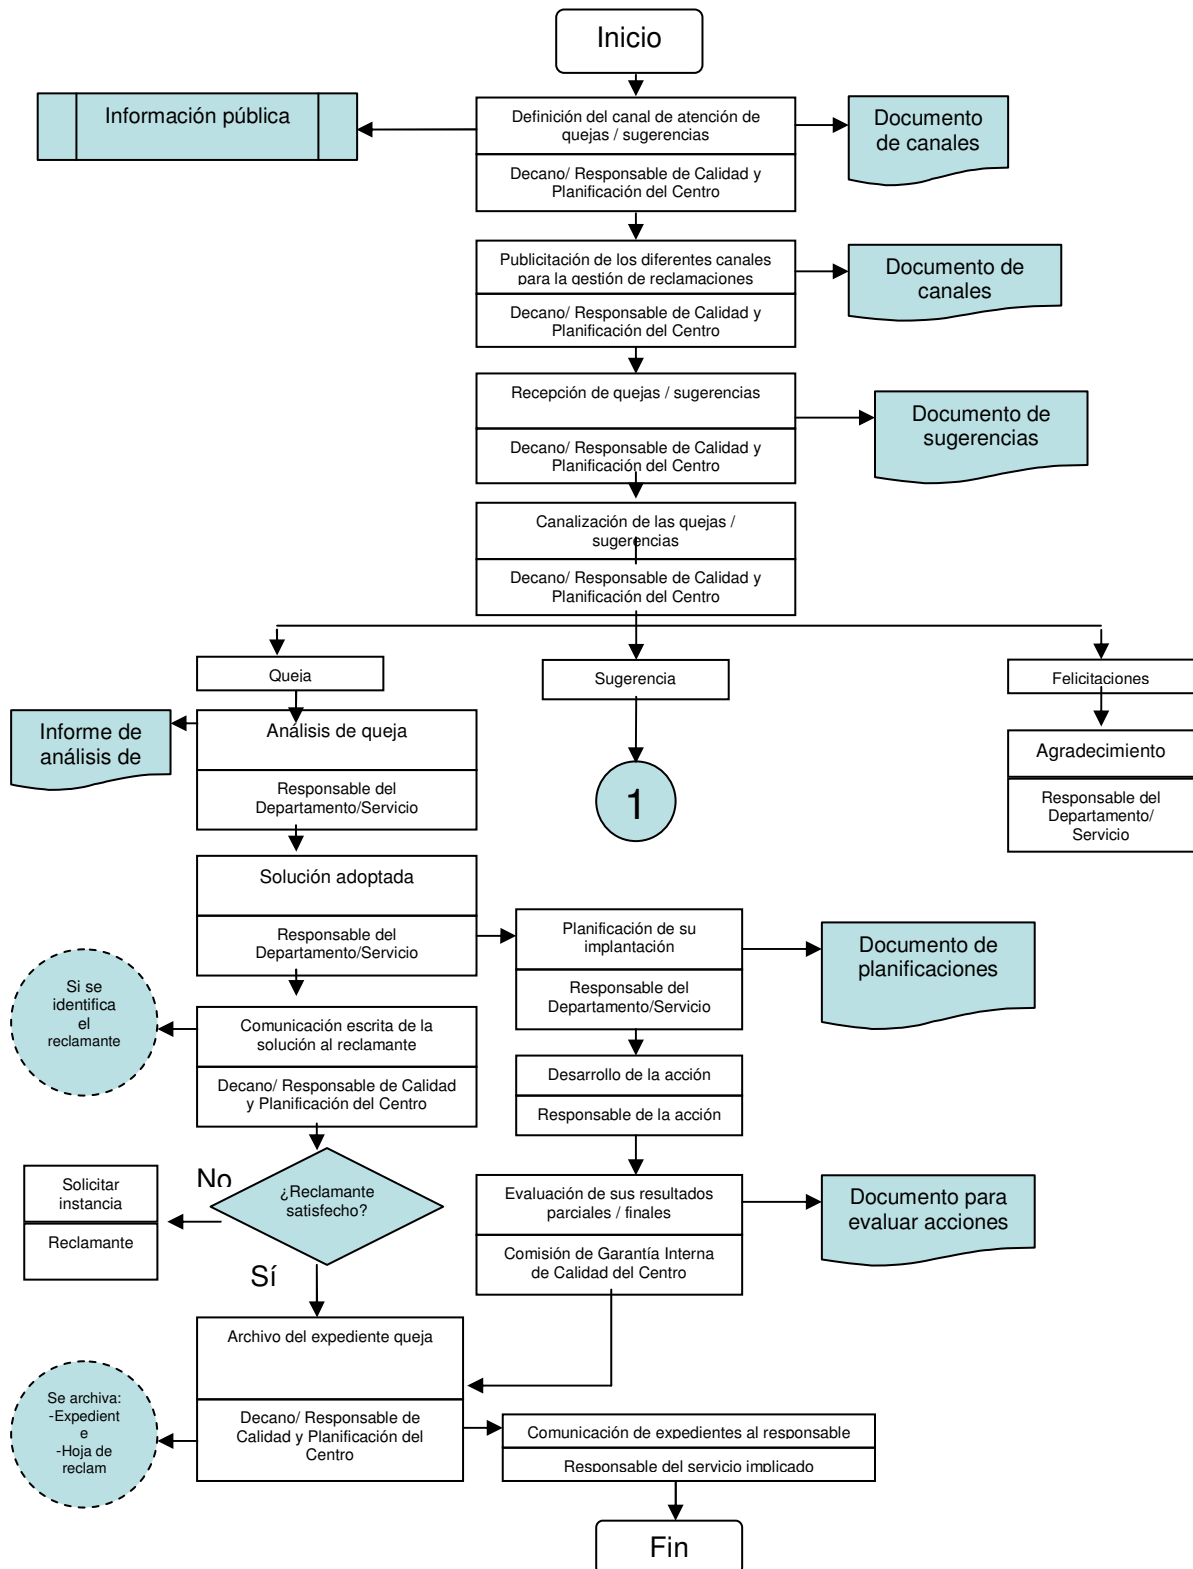 Inicio
Información pública
Definición del canal de atención de
quejas / sugerencias
Decano/ Responsable de Calidad y
Planificación del Centro
Documento
de canales
Publicitación de los diferentes canales
para la gestión de reclamaciones
Decano/ Responsable de Calidad y
Planificación del Centro
Documento de
canales
Recepción de quejas / sugerencias
Decano/ Responsable de Calidad y
Planificación del Centro
Documento de
sugerencias
Canalización de las quejas /
sugerencias
Decano/ Responsable de Calidad y
Planificación del Centro
Queja
Sugerencia
Felicitaciones
Informe de
análisis de
Análisis de queja
Responsable del
Departamento/Servicio
1
Agradecimiento
Responsable del
Departamento/
Servicio
Solución adoptada
Responsable del
Departamento/Servicio
Planificación de su
implantación
Responsable del
Departamento/Servicio
Documento de
planificaciones
Si se
identifica
el
reclamante
Comunicación escrita de la
solución al reclamante
Decano/ Responsable de Calidad
y Planificación del Centro
Desarrollo de la acción
Responsable de la acción
No
¿Reclamante
satisfecho?
Solicitar
instancia
Reclamante
Sí
Evaluación de sus resultados
parciales / finales
Comisión de Garantía Interna
de Calidad del Centro
Documento para
evaluar acciones
Archivo del expediente queja
Decano/ Responsable de
Calidad y Planificación del
Centro
Se archiva:
-Expedient
e
-Hoja de
reclam
Comunicación de expedientes al responsable
Responsable del servicio implicado
Fin